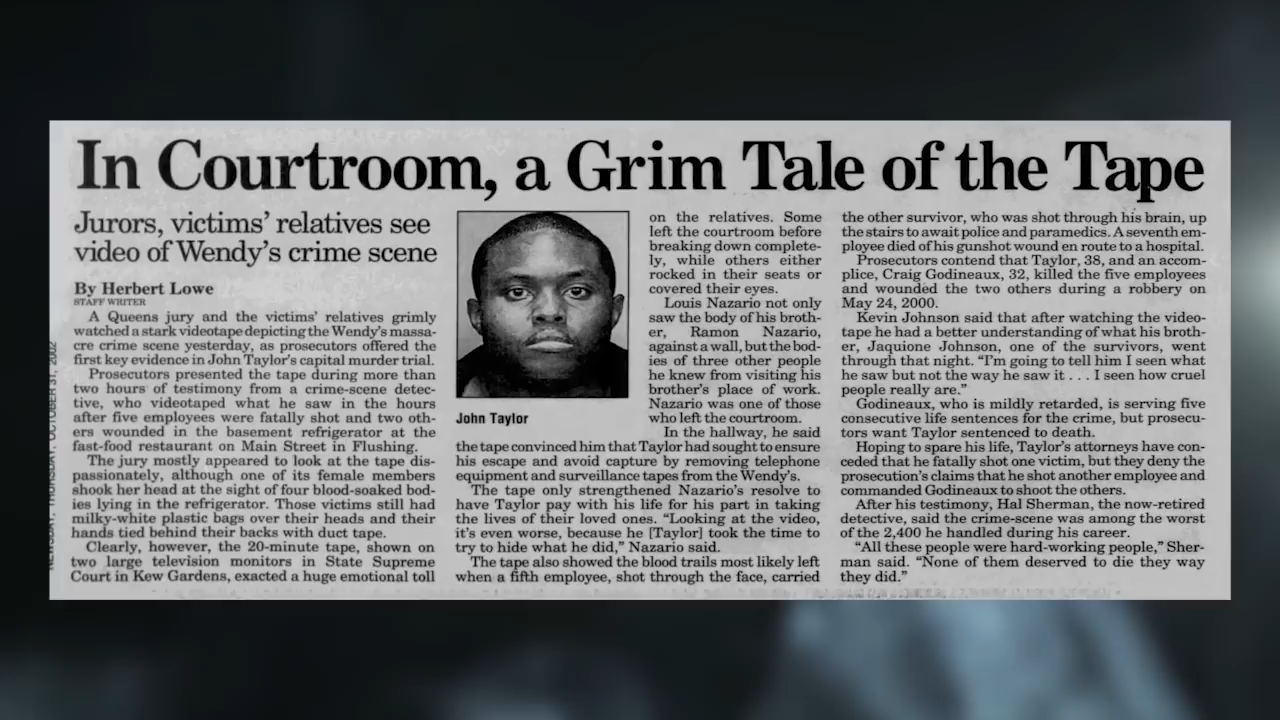 In Courtroom, a Grim Tale of the Tape
Jurors, victims' relatives see
video of Wendy's crime scene
By Herbert Lowe
STAFF WRITER
A Queens jury and the victims' relatives grimly
watched a stark videotape depicting the Wendy's massa-
cre crime scene yesterday, as prosecutors offered the
first key evidence in John Taylor's capital murder trial.
Prosecutors presented the tape during more than
two hours of testimony from a crime-scene detec-
tive, who videotaped what he saw in the hours
after five employees were fatally shot and two oth-
ers wounded in the basement refrigerator at the
fast-food restaurant on Main Street in Flushing.
The jury mostly appeared to look at the tape dis-
passionately, although one of its female members
shook her head at the sight of four blood-soaked bod-
ies lying in the refrigerator. Those victims still had
milky-white plastic bags over their heads and their
hands tied behind their backs with duct tape.
Clearly, however, the 20-minute tape, shown on
two large television monitors in State Supreme
Court in Kew Gardens, exacted a huge emotional toll
John Taylor
on the relatives. Some
left the courtroom before
breaking down complete-
ly, while others either
rocked in their seats or
covered their eyes.
Louis Nazario not only
saw the body of his broth-
er, Ramon Nazario,
against a wall, but the bod-
ies of three other people
he knew from visiting his
brother's place of work.
Nazario was one of those
who left the courtroom.
In the hallway, he said
the tape convinced him that Taylor had sought to ensure
his escape and avoid capture by removing telephone
equipment and surveillance tapes from the Wendy's.
The tape only strengthened Nazario's resolve to
have Taylor pay with his life for his part in taking
the lives of their loved ones. "Looking at the video,
it's even worse, because he [Taylor] took the time to
try to hide what he did," Nazario said.
The tape also showed the blood trails most likely left
when a fifth employee, shot through the face, carried
the other survivor, who was shot through his brain, up
the stairs to await police and paramedics. A seventh em-
ployee died of his gunshot wound en route to a hospital.
Prosecutors contend that Taylor, 38, and an accom-
plice, Craig Godineaux, 32, killed the five employees
and wounded the two others during a robbery on
May 24, 2000.
Kevin Johnson said that after watching the video-
tape he had a better understanding of what his broth-
er, Jaquione Johnson, one of the survivors, went
through that night. "I'm going to tell him I seen what
he saw but not the way he saw it . . . I seen how cruel
people really are."
Godineaux, who is mildly retarded, is serving five
consecutive life sentences for the crime, but prosecu-
tors want Taylor sentenced to death.
Hoping to spare his life, Taylor's attorneys have con-
ceded that he fatally shot one victim, but they deny the
prosecution's claims that he shot another employee and
commanded Godineaux to shoot the others.
After his testimony, Hal Sherman, the now-retired
detective, said the crime-scene was among the worst
of the 2,400 he handled during his career.
"All these people were hard-working people," Sher-
man said. "None of them deserved to die they way
they did."